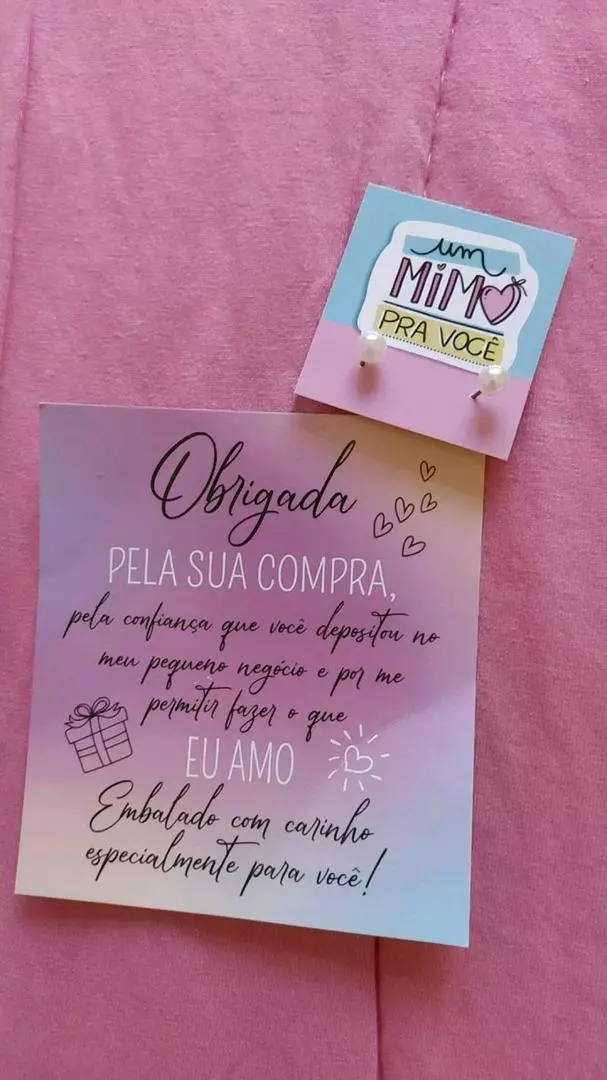 um
MiMO
PRA VOCÊ
Obrigada
PELA SUA COMPRA,
pela confiança que você depositou no
meu pequeno negócio e por me
permitir fazer o que
EU AMO
Embalado com carinho
especialmente para você!